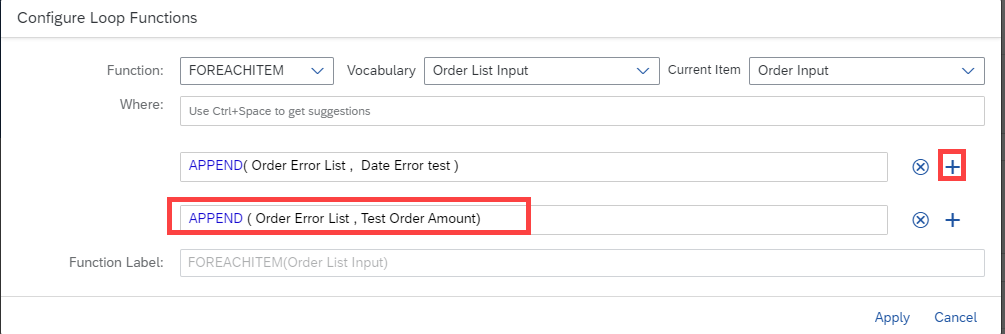 Configure Loop Functions
Function: FOREACHITEM Vocabulary Order List Input Current Item Order Input
Where: Use Ctrl+Space to get suggestions
APPEND( Order Error List ,  Date Error test )
APPEND ( Order Error List , Test Order Amount)
Function Label: FOREACHITEM(Order List Input)
Apply Cancel